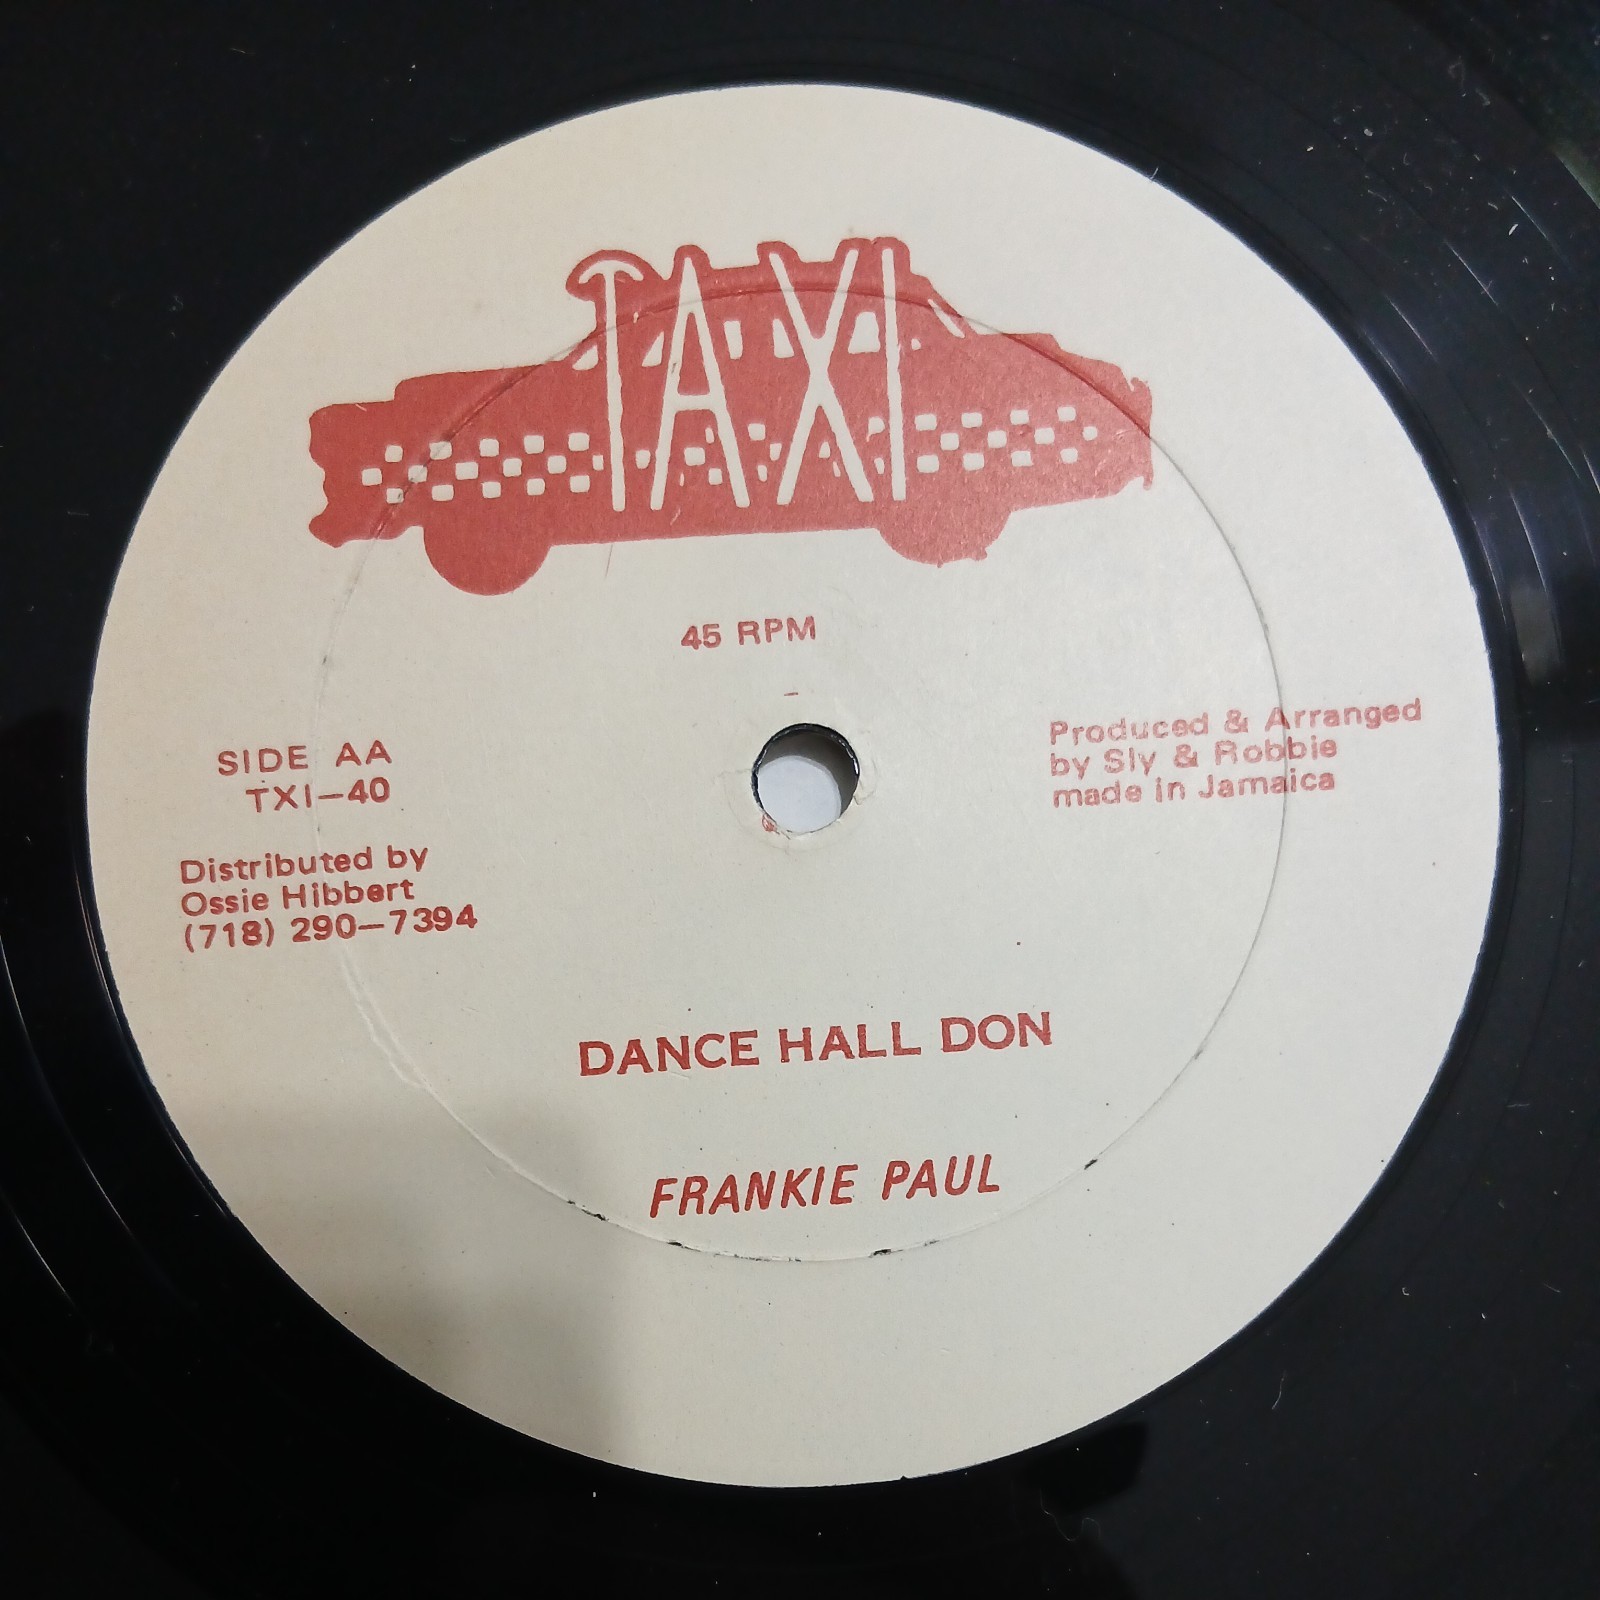 TAXI
45 RPM
SIDE AA
TXI-40
Distributed by
Ossie Hibbert
(718) 290-7394
Produced & Arranged
by Sly & Robbie
made in Jamaica
DANCE HALL DON
FRANKIE PAUL